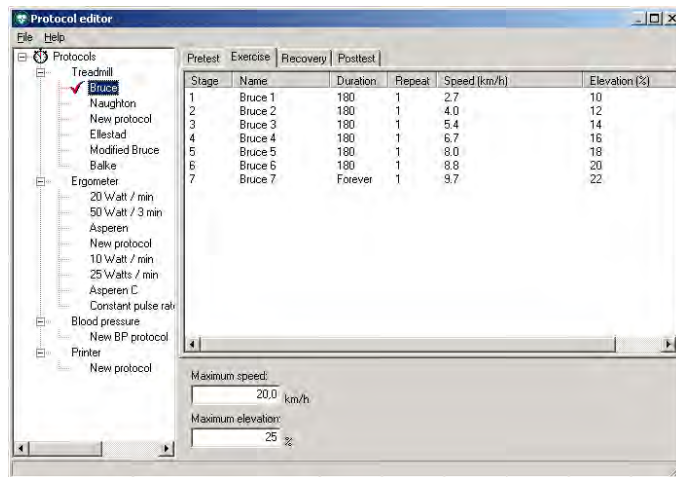 Protocol editor
File Help
Protocols
Treadmill
Bruce
Naughton
New protocol
Ellestad
Modified Bruce
Balke
Ergometer
20 Watt / min
50 Watt / 3 min
Asperen
New protocol
10 Watt / min
25 Watts / min
Asperen C
Constant pulse rate
Blood pressure
New BP protocol
Printer
New protocol
Pretest Exercise Recovery Posttest
Stage Name Duration Repeat Speed (km/h) Elevation (%)
1 Bruce 1 180 1 2.7 10
2 Bruce 2 180 1 4.0 12
3 Bruce 3 180 1 5.4 14
4 Bruce 4 180 1 6.7 16
5 Bruce 5 180 1 8.0 18
6 Bruce 6 180 1 8.8 20
7 Bruce 7 Forever 1 9.7 22
Maximum speed:
20,0 km/h
Maximum elevation:
25 %